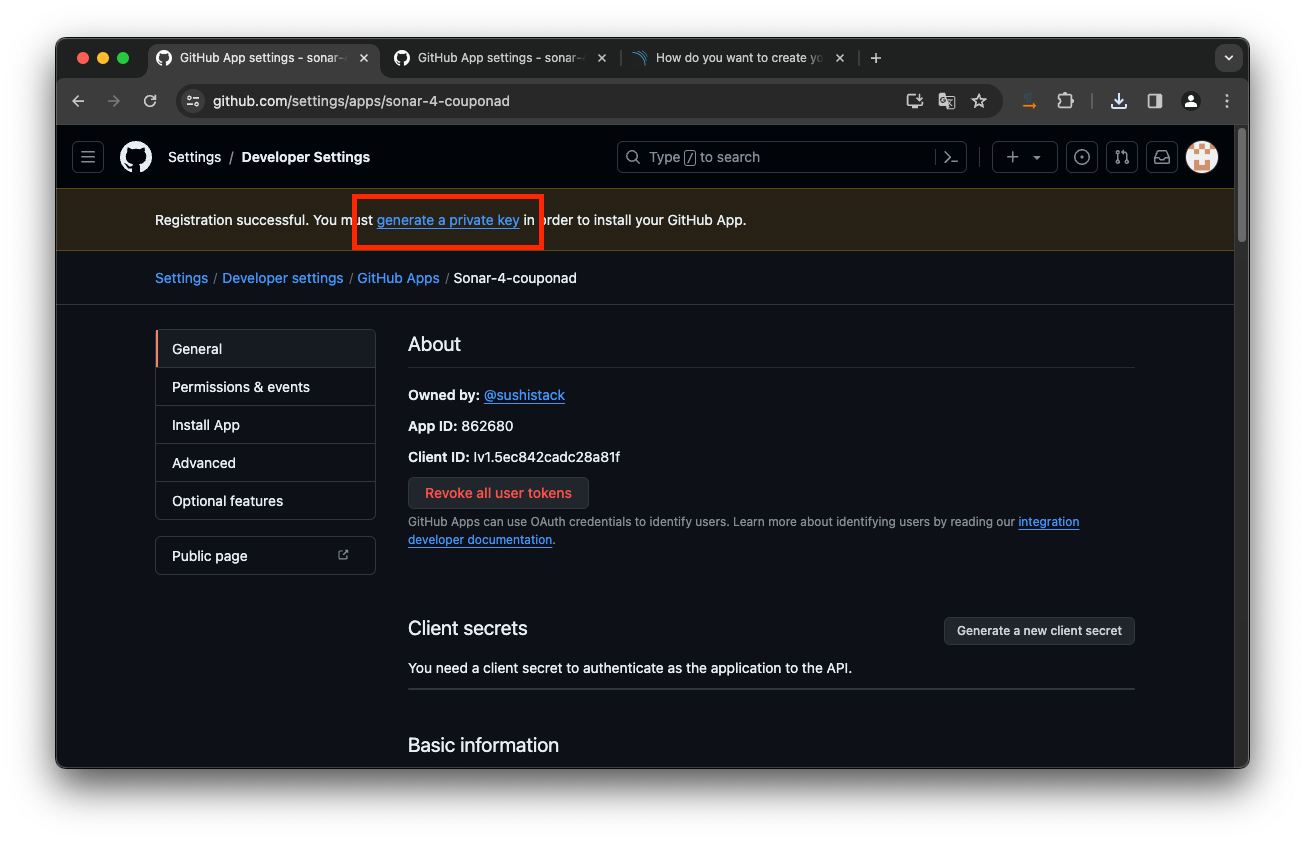 GitHub App settings - sonar-
GitHub App settings - sonar-
How do you want to create yo
github.com/settings/apps/sonar-4-couponad
Settings / Developer Settings
Type / to search
Registration successful. You must generate a private key in order to install your GitHub App.
Settings / Developer settings / GitHub Apps / Sonar-4-couponad
General
Permissions & events
Install App
Advanced
Optional features
Public page
About
Owned by: @sushistack
App ID: 862680
Client ID: Iv1.5ec842cadc28a81f
Revoke all user tokens
GitHub Apps can use OAuth credentials to identify users. Learn more about identifying users by reading our integration
developer documentation.
Client secrets
Generate a new client secret
You need a client secret to authenticate as the application to the API.
Basic information